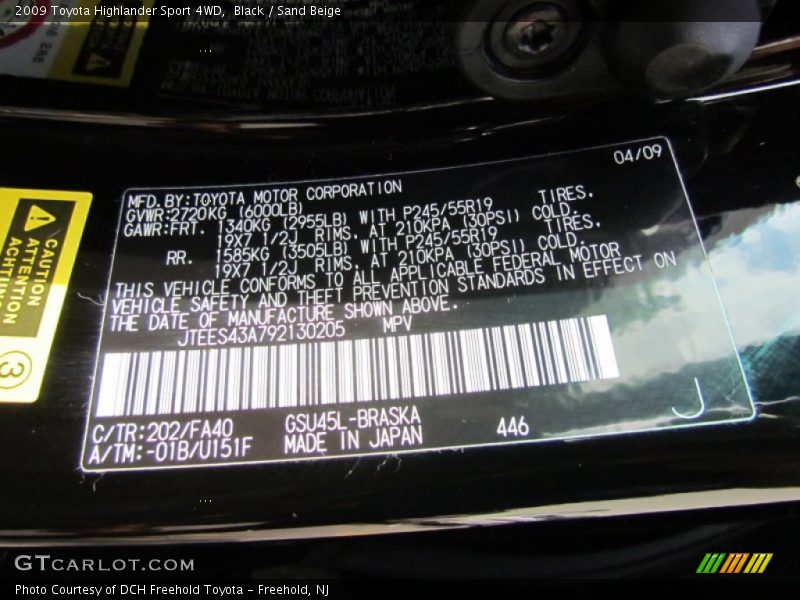 2009 Toyota Highlander Sport 4WD, Black / Sand Beige
04/09
MFD. BY: TOYOTA MOTOR CORPORATION
GVWR: 2720KG (6000LB)
GAWR: FRT. 1340KG (2955LB) WITH P245/55R19 TIRES.
19X7 1/2J RIMS. AT 210KPA (30PSI) COLD.
RR. 1585KG (3505LB) WITH P245/55R19 TIRES.
19X7 1/2J RIMS. AT 210KPA (30PSI) COLD.
THIS VEHICLE CONFORMS TO ALL APPLICABLE FEDERAL MOTOR
VEHICLE SAFETY AND THEFT PREVENTION STANDARDS IN EFFECT ON
THE DATE OF MANUFACTURE SHOWN ABOVE.
JTEES43A792130205 MPV
C/TR: 202/FA40 GSU45L-BRASKA 446 J
A/TM: -01B/U151F MADE IN JAPAN
CAUTION
ATTENTION
3
GTCARLOT.COM
Photo Courtesy of DCH Freehold Toyota - Freehold, NJ